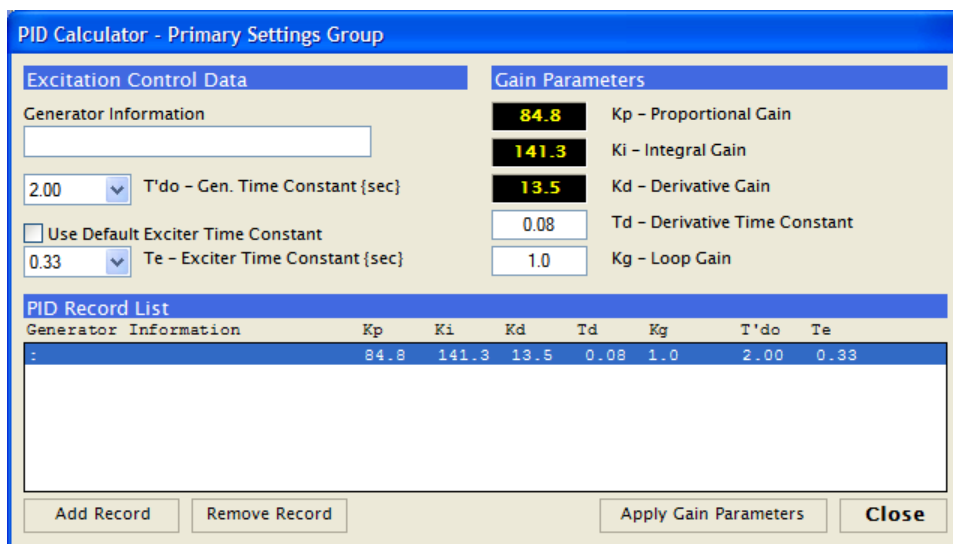 PID Calculator - Primary Settings Group
Excitation Control Data
Generator Information
2.00 T'do - Gen. Time Constant {sec}
Use Default Exciter Time Constant
0.33 Te - Exciter Time Constant {sec}
Gain Parameters
84.8 Kp - Proportional Gain
141.3 Ki - Integral Gain
13.5 Kd - Derivative Gain
0.08 Td - Derivative Time Constant
1.0 Kg - Loop Gain
PID Record List
Generator Information Kp Ki Kd Td Kg T'do Te
: 84.8 141.3 13.5 0.08 1.0 2.00 0.33
Add Record Remove Record Apply Gain Parameters Close